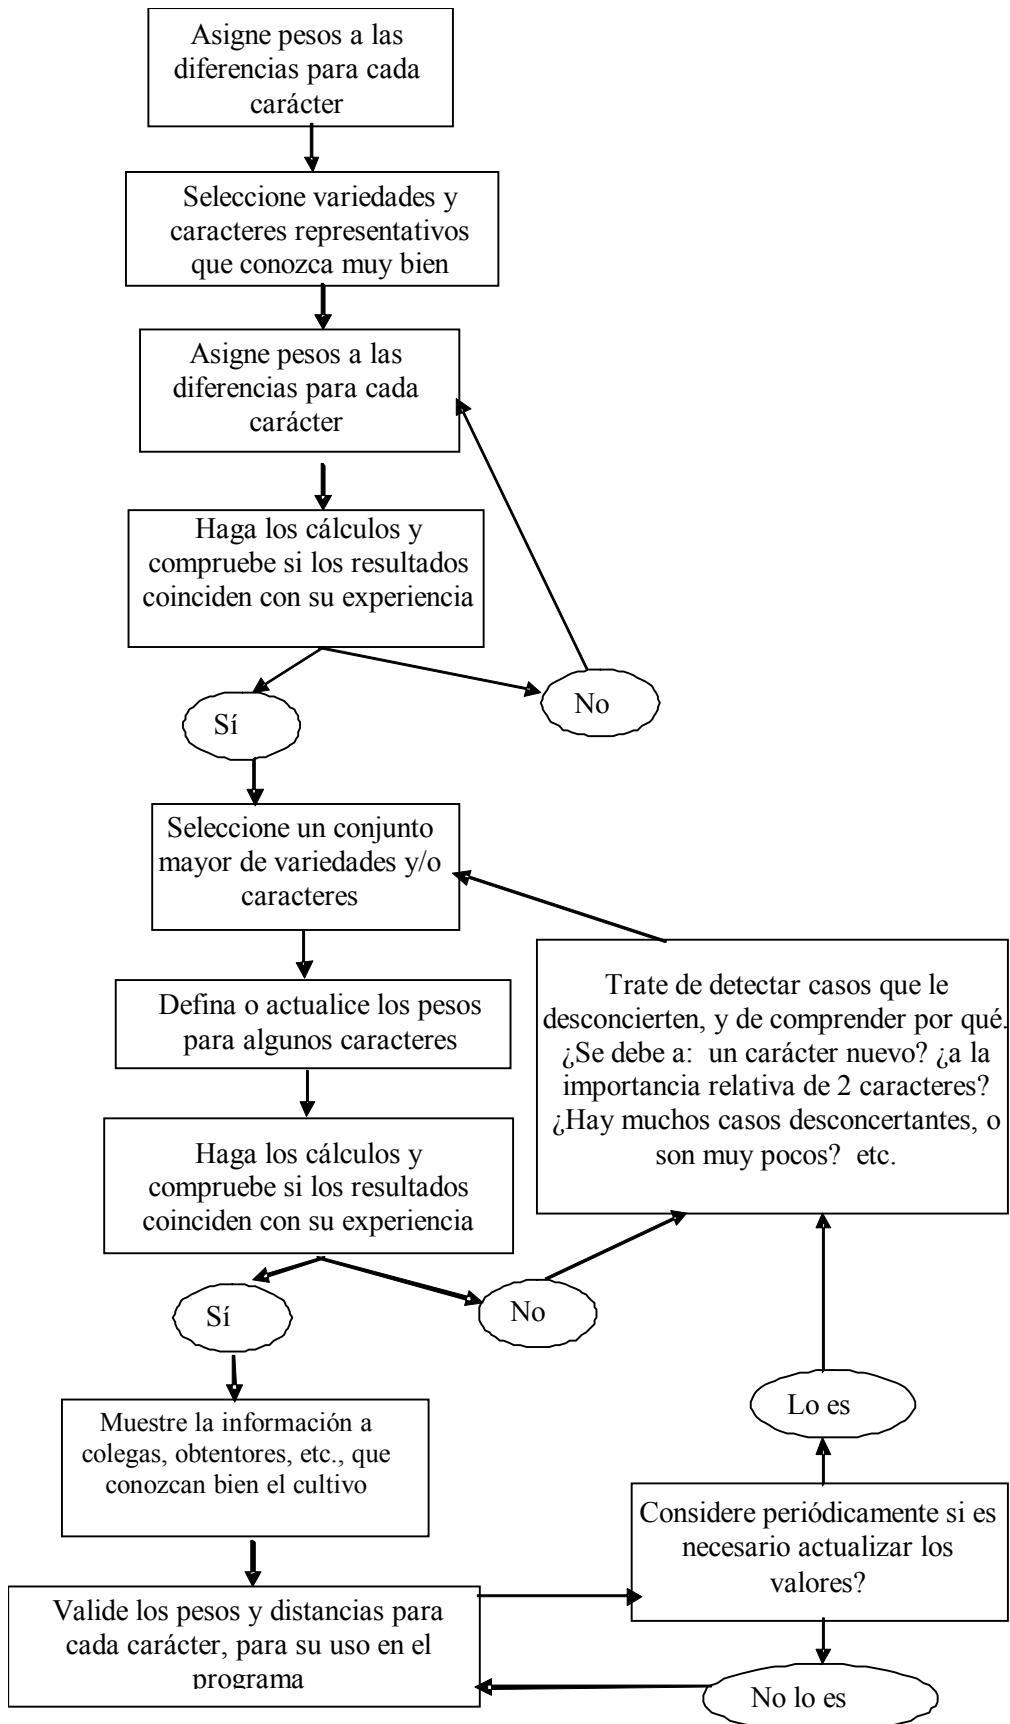 Asigne pesos a las
diferencias para cada
carácter
Seleccione variedades y
caracteres representativos
que conozca muy bien
Asigne pesos a las
diferencias para cada
carácter
Haga los cálculos y
compruebe si los resultados
coinciden con su experiencia
Sí
No
Seleccione un conjunto
mayor de variedades y/o
caracteres
Defina o actualice los pesos
para algunos caracteres
Trate de detectar casos que le
desconcierten, y de comprender por qué.
¿Se debe a:  un carácter nuevo? ¿a la
importancia relativa de 2 caracteres?
¿Hay muchos casos desconcertantes, o
son muy pocos?  etc.
Haga los cálculos y
compruebe si los resultados
coinciden con su experiencia
Sí
No
Lo es
Muestre la información a
colegas, obtentores, etc., que
conozcan bien el cultivo
Considere periódicamente si es
necesario actualizar los
valores?
Valide los pesos y distancias para
cada carácter, para su uso en el
programa
No lo es